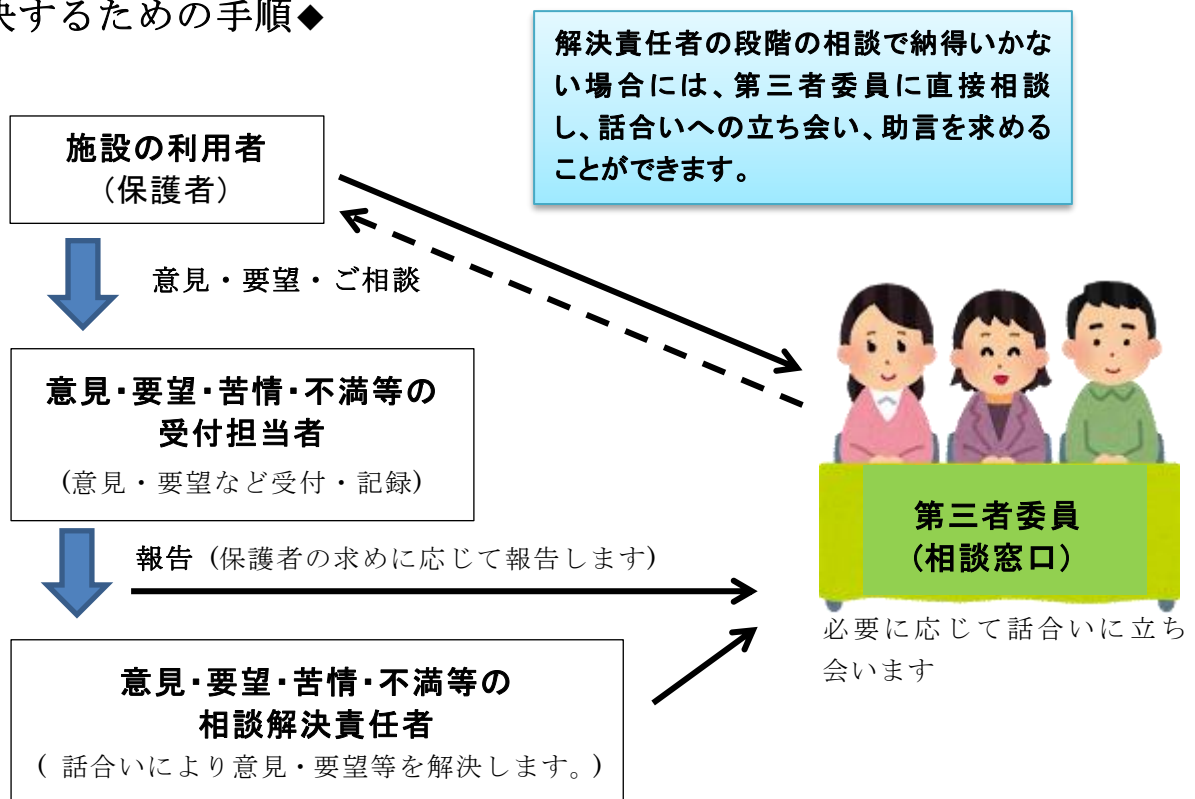 決するための手順◆
解決責任者の段階の相談で納得いかな
い場合には、第三者委員に直接相談
し、話合いへの立ち会い、助言を求める
ことができます。
施設の利用者
(保護者)
意見・要望・ご相談
意見・要望・苦情・不満等の
受付担当者
(意見・要望など受付・記録)
報告 (保護者の求めに応じて報告します)
第三者委員
(相談窓口)
必要に応じて話合いに立ち
会います
意見・要望・苦情・不満等の
相談解決責任者
( 話合いにより意見・要望等を解決します。)